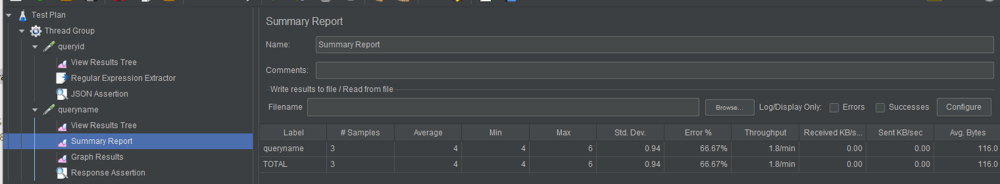 Test Plan
Thread Group
queryid
View Results Tree
Regular Expression Extractor
JSON Assertion
queryname
View Results Tree
Summary Report
Graph Results
Response Assertion
Summary Report
Name: Summary Report
Comments:
Write results to file / Read from file
Filename Browse... Log/Display Only: Errors Successes Configure
Label # Samples Average Min Max Std. Dev. Error % Throughput Received KB/s... Sent KB/sec Avg. Bytes
queryname 3 4 4 6 0.94 66.67% 1.8/min 0.00 0.00 116.0
TOTAL 3 4 4 6 0.94 66.67% 1.8/min 0.00 0.00 116.0